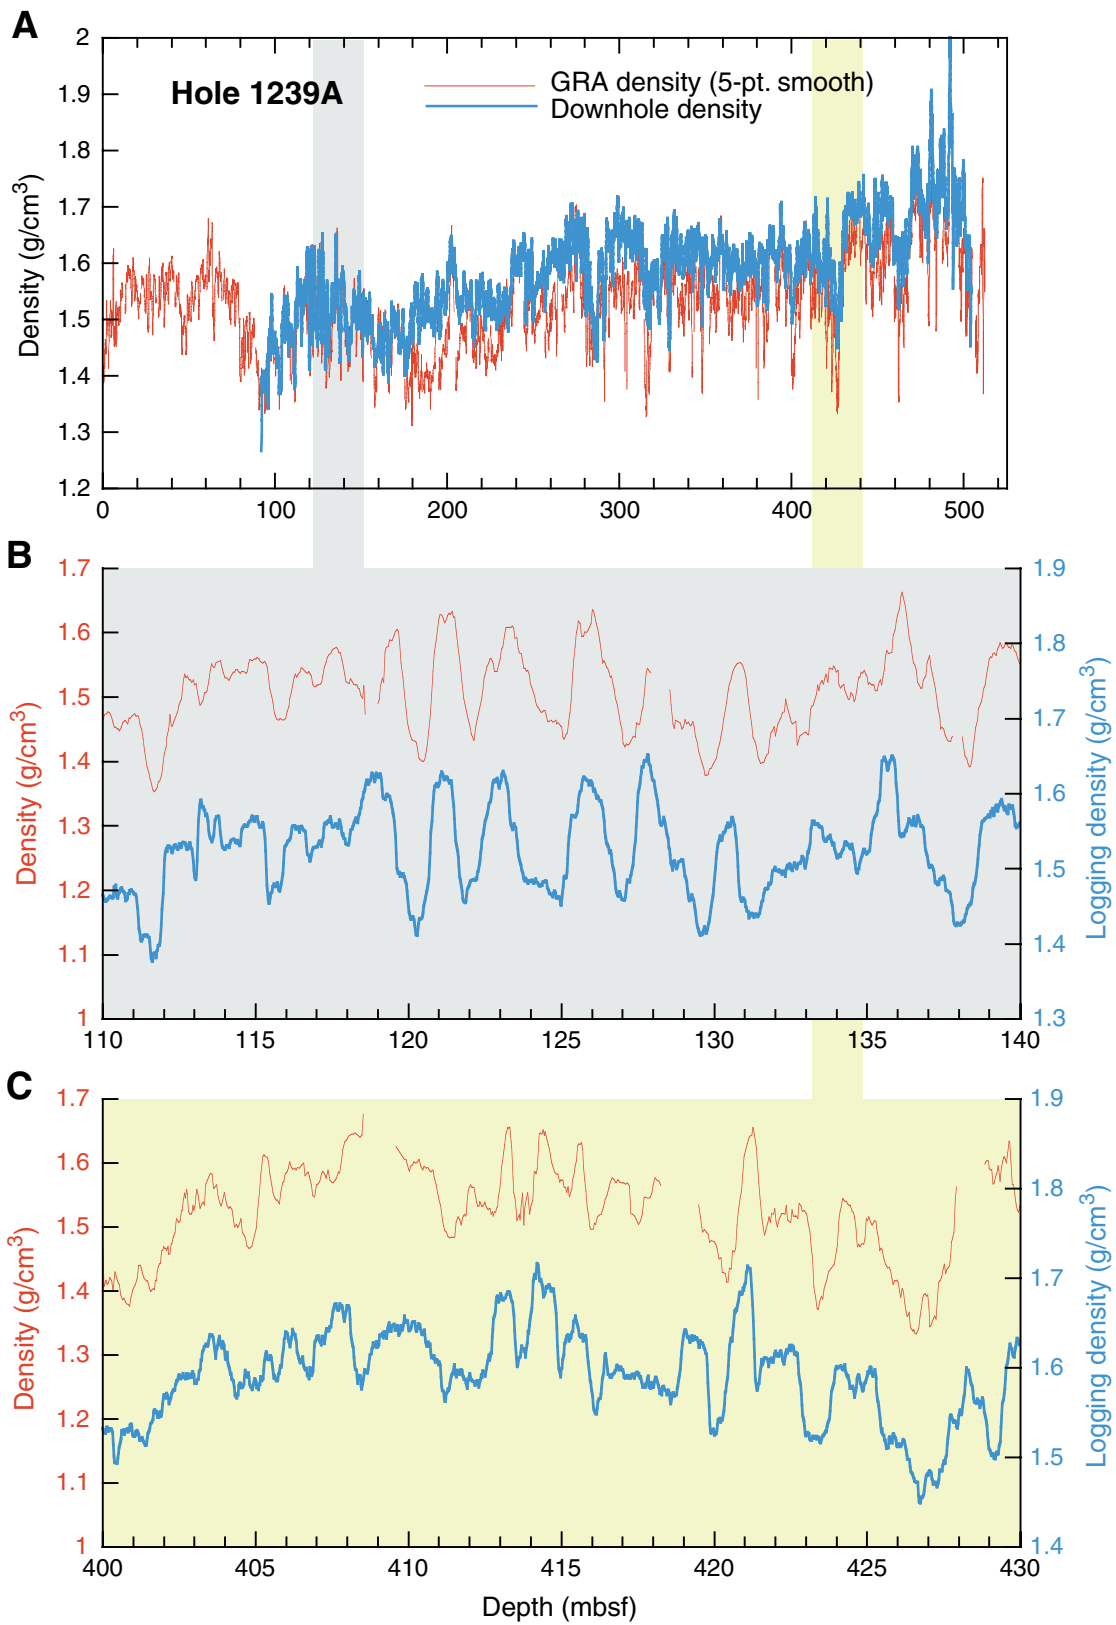 A
Hole 1239A
GRA density (5-pt. smooth)
Downhole density
Density (g/cm3)
2
1.9
1.8
1.7
1.6
1.5
1.4
1.3
1.2
0 100 200 300 400 500
B
Density (g/cm3)
1.7
1.6
1.5
1.4
1.3
1.2
1.1
1
1.9
1.8
1.7
1.6
1.5
1.4
1.3
Logging density (g/cm3)
110 115 120 125 130 135 140
C
Density (g/cm3)
1.7
1.6
1.5
1.4
1.3
1.2
1.1
1
1.9
1.8
1.7
1.6
1.5
1.4
Logging density (g/cm3)
400 405 410 415 420 425 430
Depth (mbsf)